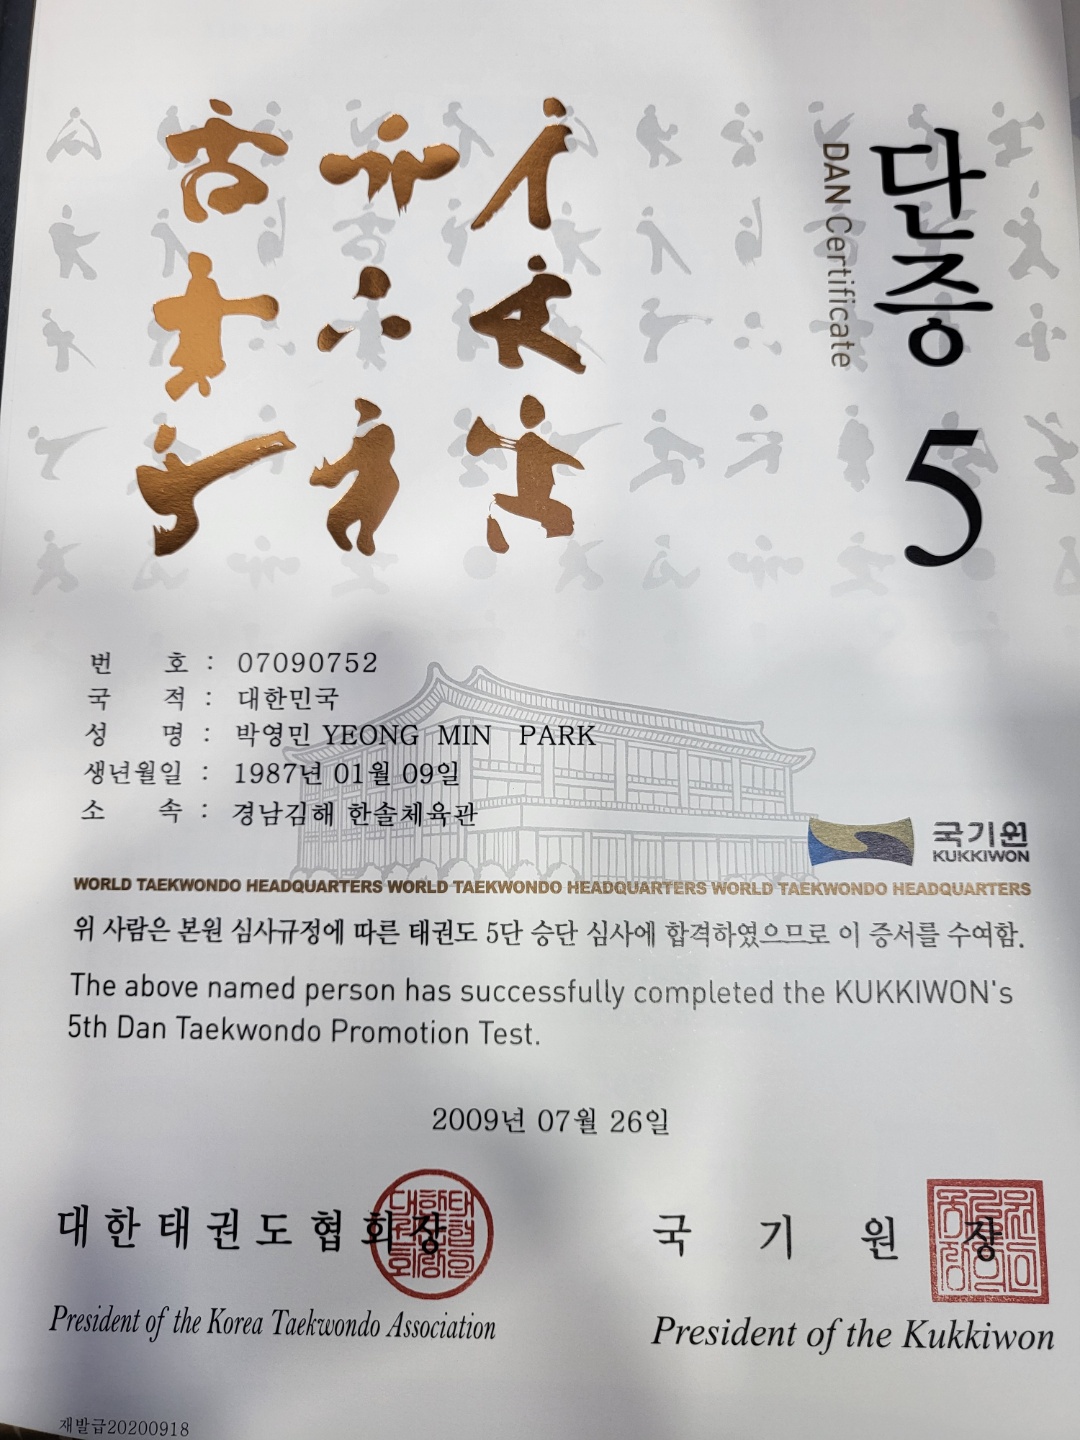 단증
DAN Certificate
5
번 호 : 07090752
국 적 : 대한민국
성 명 : 박영민 YEONG MIN PARK
생년월일 : 1987년 01월 09일
소 속 : 경남김해 한솔체육관
국기원
KUKKIWON
WORLD TAEKWONDO HEADQUARTERS WORLD TAEKWONDO HEADQUARTERS WORLD TAEKWONDO HEADQUARTERS
위 사람은 본원 심사규정에 따른 태권도 5단 승단 심사에 합격하였으므로 이 증서를 수여함.
The above named person has successfully completed the KUKKIWON's
5th Dan Taekwondo Promotion Test.
2009년 07월 26일
대한태권도협회장
President of the Korea Taekwondo Association
국기원장
President of the Kukkiwon
재발급20200918